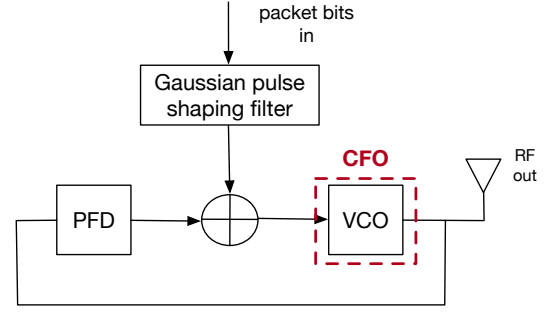 packet bits
in
Gaussian pulse
shaping filter
CFO
RF
out
PFD
VCO